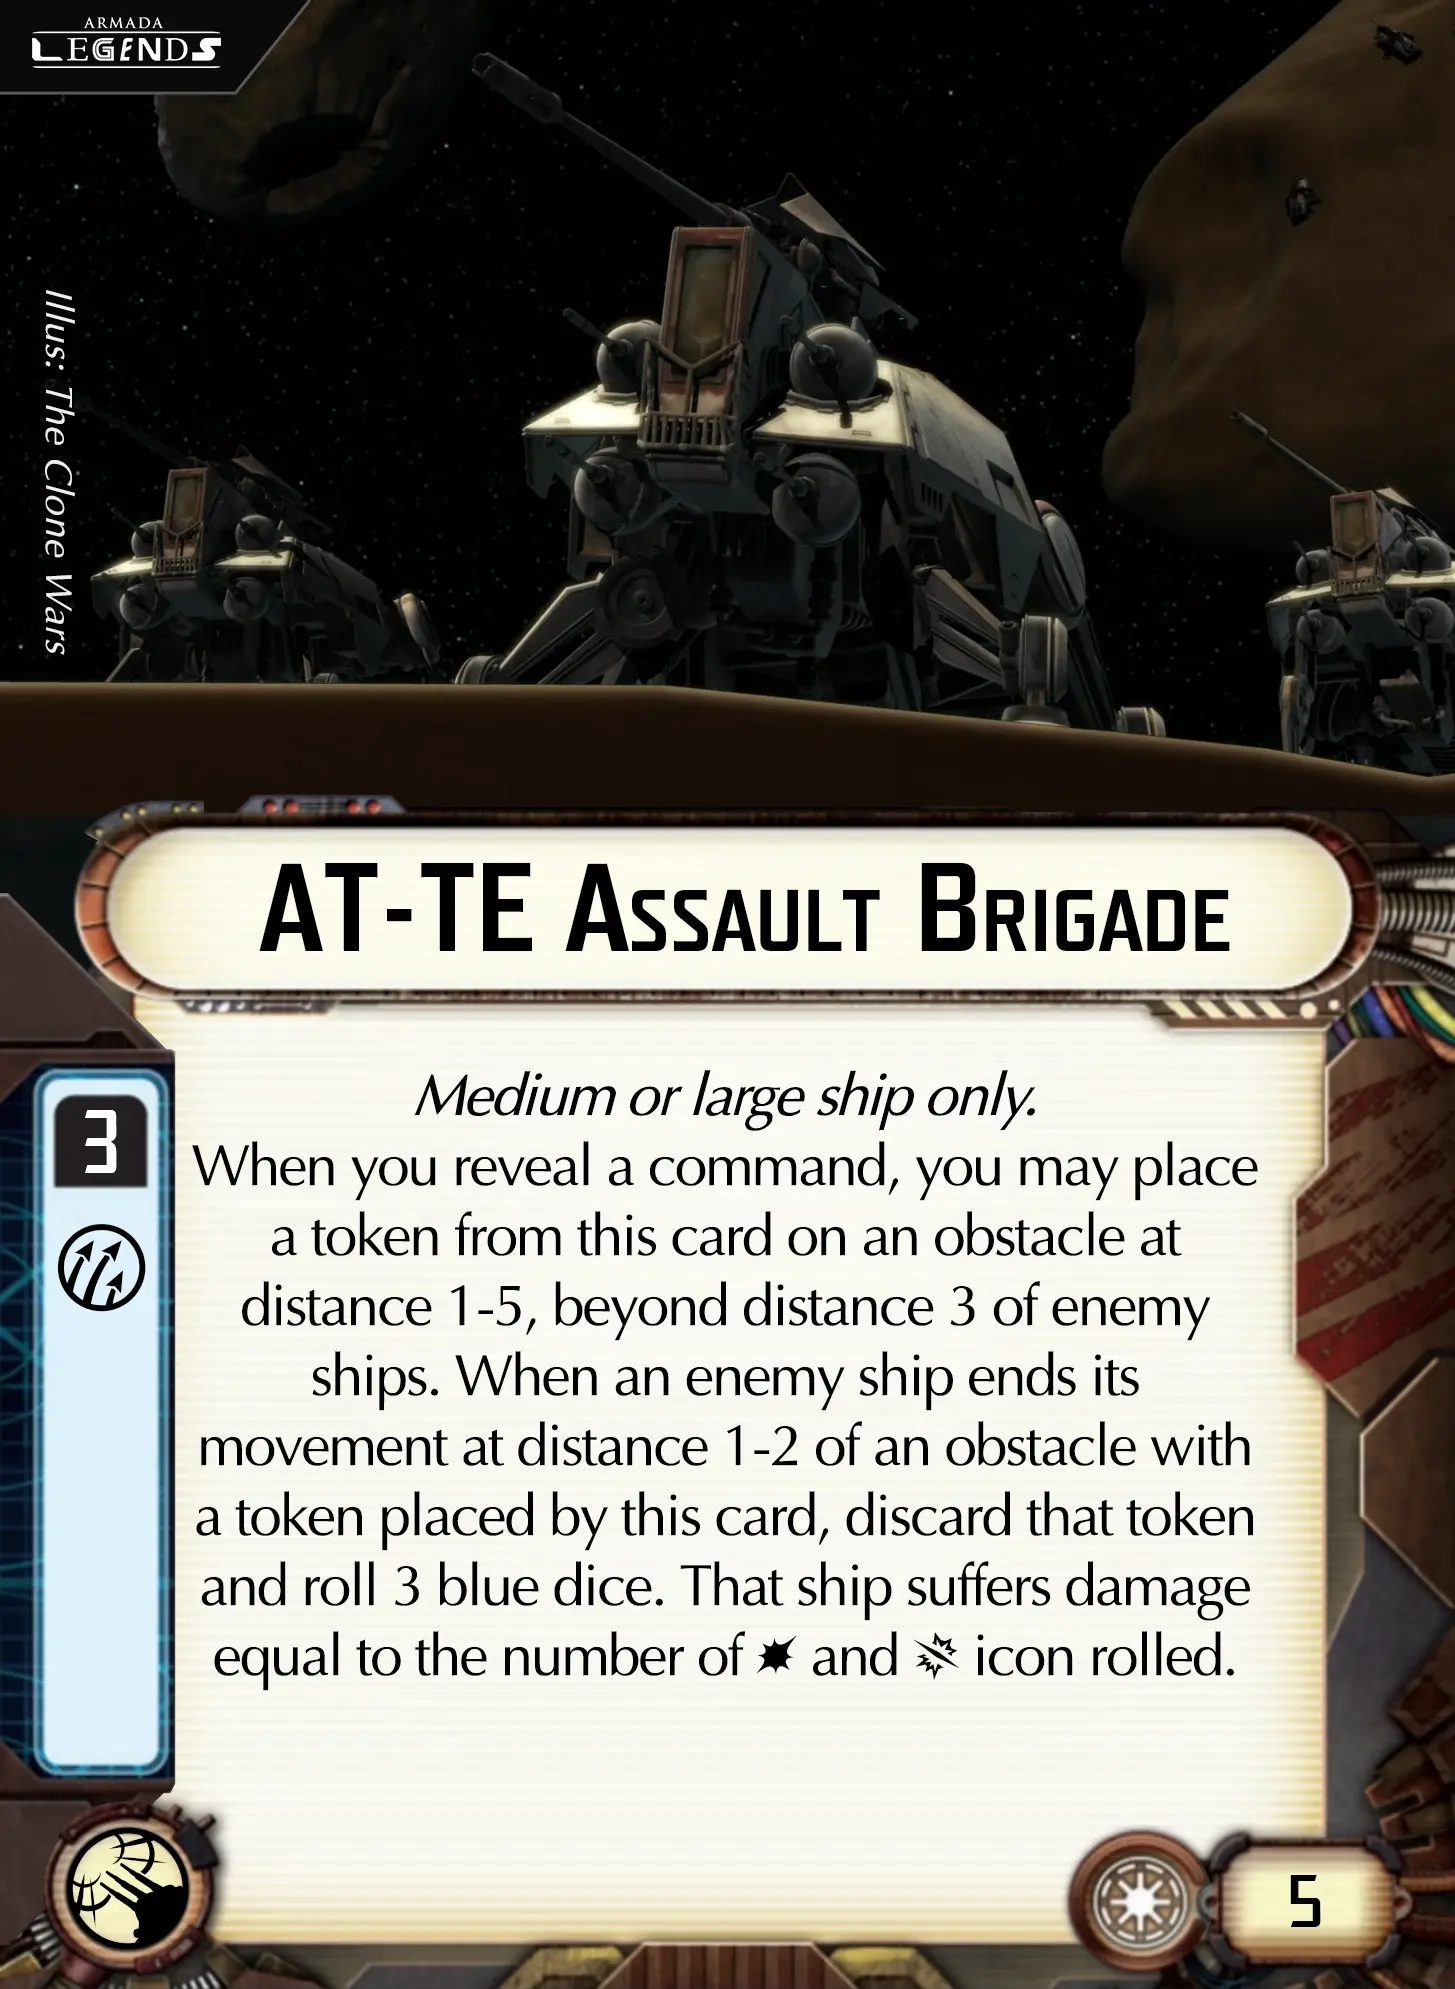 ARMADA
LEGENDS
Illus: The Clone Wars
AT-TE ASSAULT BRIGADE
3
Medium or large ship only.
When you reveal a command, you may place
a token from this card on an obstacle at
distance 1-5, beyond distance 3 of enemy
ships. When an enemy ship ends its
movement at distance 1-2 of an obstacle with
a token placed by this card, discard that token
and roll 3 blue dice. That ship suffers damage
equal to the number of and icon rolled.
5